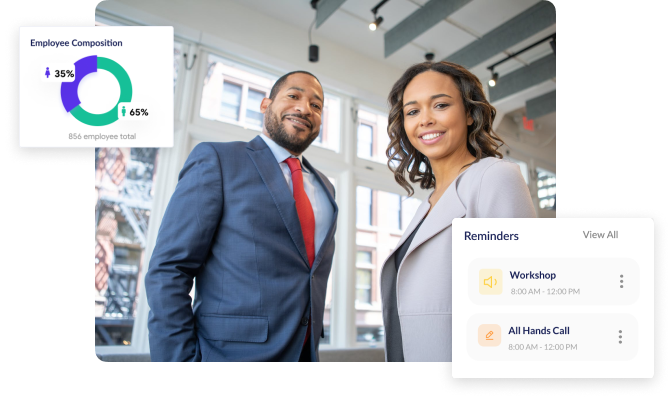 Employee Composition
35%
65%
856 employee total
Reminders
View All
Workshop
8:00 AM - 12:00 PM
All Hands Call
8:00 AM - 12:00 PM